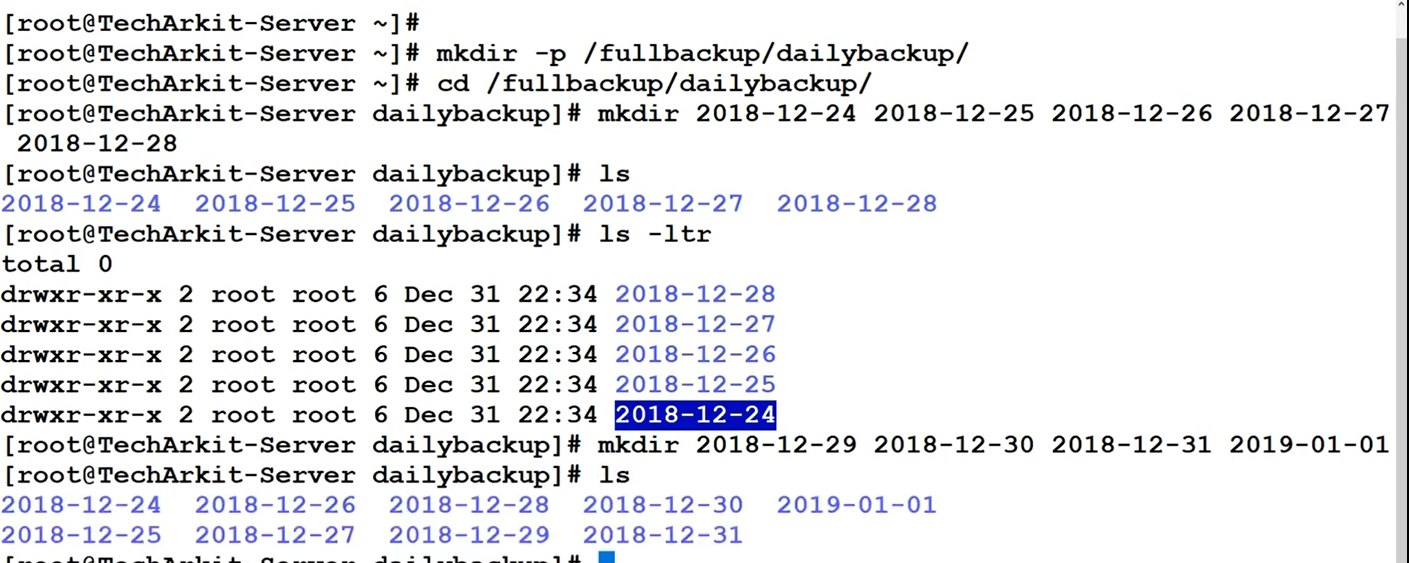 [root@TechArkit-Server ~]#
[root@TechArkit-Server ~]# mkdir -p /fullbackup/dailybackup/
[root@TechArkit-Server ~]# cd /fullbackup/dailybackup/
[root@TechArkit-Server dailybackup]# mkdir 2018-12-24 2018-12-25 2018-12-26 2018-12-27
 2018-12-28
[root@TechArkit-Server dailybackup]# ls
2018-12-24  2018-12-25  2018-12-26  2018-12-27  2018-12-28
[root@TechArkit-Server dailybackup]# ls -ltr
total 0
drwxr-xr-x 2 root root 6 Dec 31 22:34 2018-12-28
drwxr-xr-x 2 root root 6 Dec 31 22:34 2018-12-27
drwxr-xr-x 2 root root 6 Dec 31 22:34 2018-12-26
drwxr-xr-x 2 root root 6 Dec 31 22:34 2018-12-25
drwxr-xr-x 2 root root 6 Dec 31 22:34 2018-12-24
[root@TechArkit-Server dailybackup]# mkdir 2018-12-29 2018-12-30 2018-12-31 2019-01-01
[root@TechArkit-Server dailybackup]# ls
2018-12-24  2018-12-26  2018-12-28  2018-12-30  2019-01-01
2018-12-25  2018-12-27  2018-12-29  2018-12-31
[root@TechArkit-Server dailybackup]#